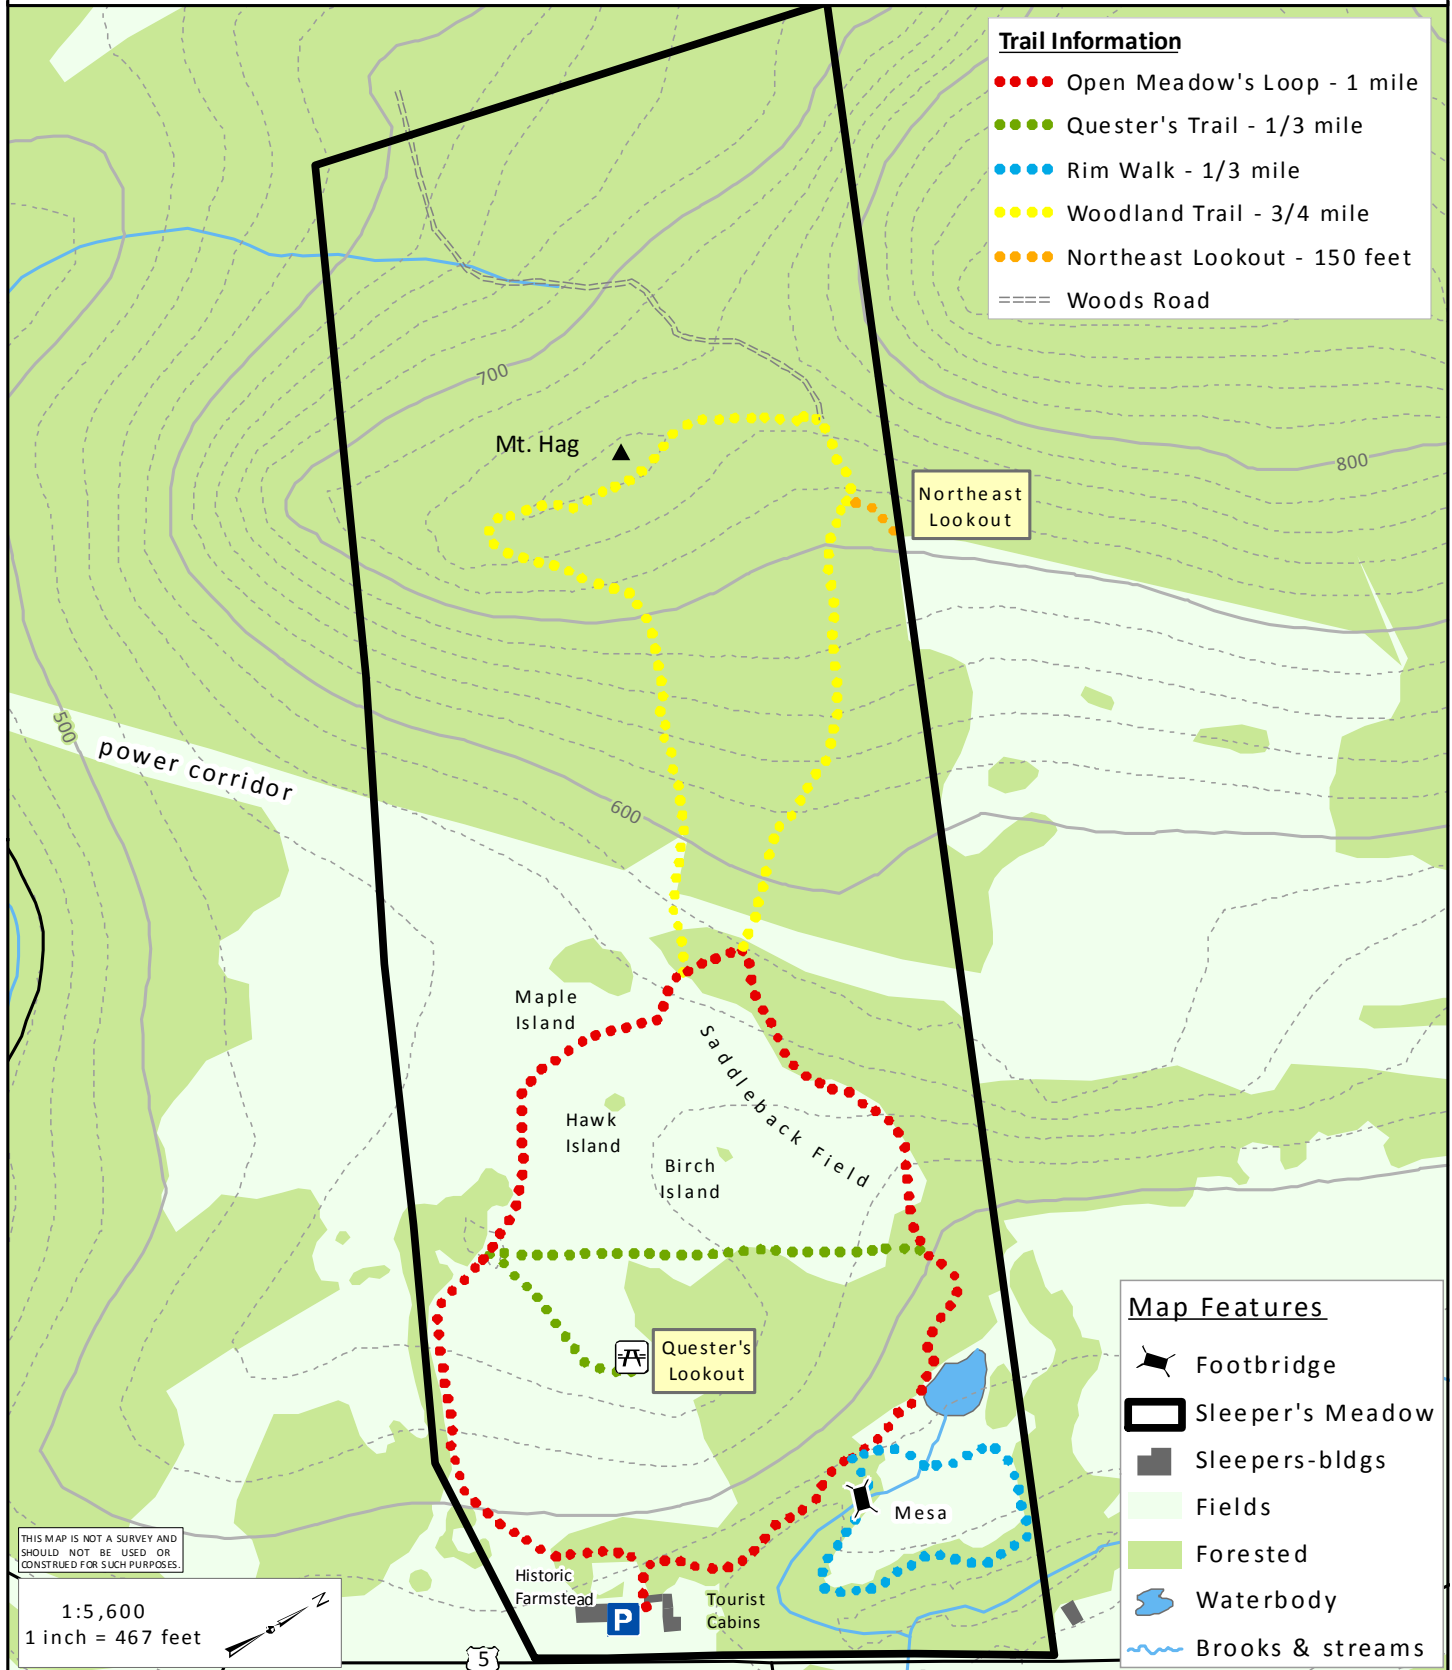 Trail Information
Open Meadow's Loop - 1 mile
Quester's Trail - 1/3 mile
Rim Walk - 1/3 mile
Woodland Trail - 3/4 mile
Northeast Lookout - 150 feet
Woods Road
700
Mt. Hag
800
Northeast
Lookout
500
power corridor
600
Maple
Island
Saddleback Field
Hawk
Island
Birch
Island
Quester's
Lookout
Map Features
Footbridge
Sleeper's Meadow
Sleepers-bldgs
Fields
Forested
Waterbody
Brooks & streams
Mesa
Historic
Farmstead
P
Tourist
Cabins
5
THIS MAP IS NOT A SURVEY AND
SHOULD NOT BE USED OR
CONSTRUED FOR SUCH PURPOSES.
1:5,600
1 inch = 467 feet
N